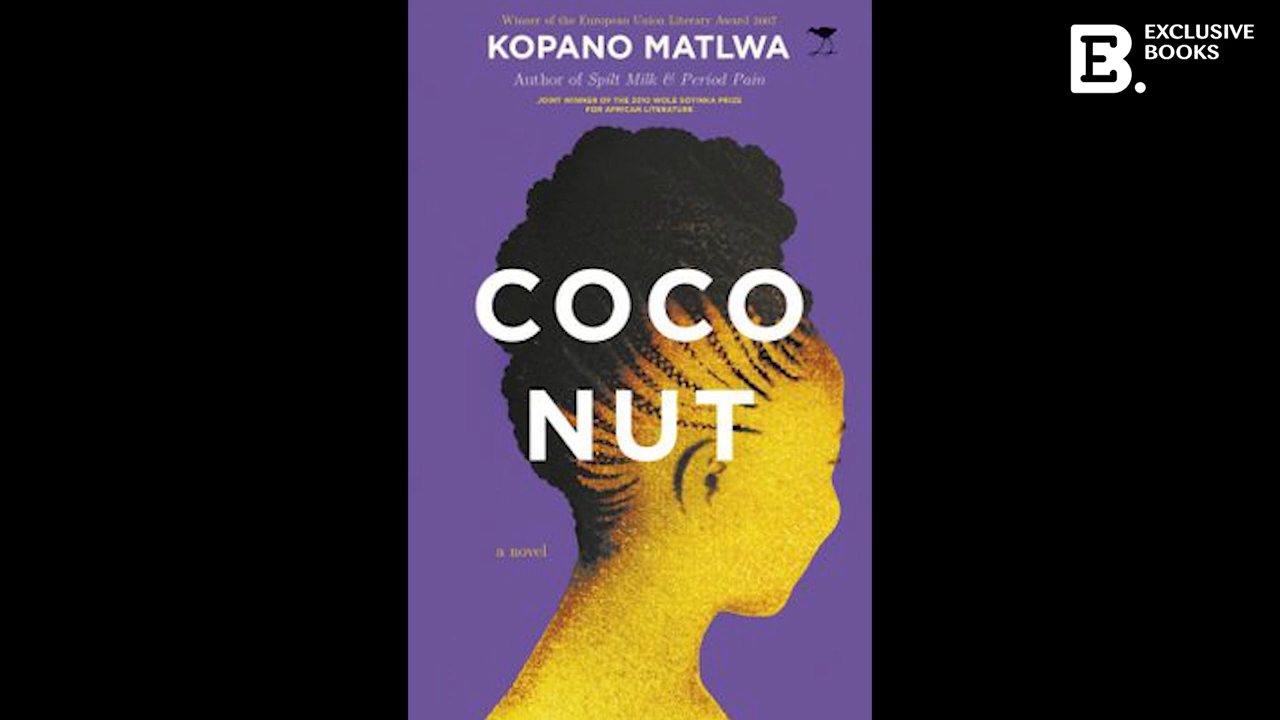 Winner of the European Union Literary Award 2007
KOPANO MATLWA
Author of Spilt Milk & Period Pain
JOINT WINNER OF THE 2010 WOLE SOYINKA PRIZE
FOR AFRICAN LITERATURE
COCO
NUT
a novel
EB.
EXCLUSIVE
BOOKS